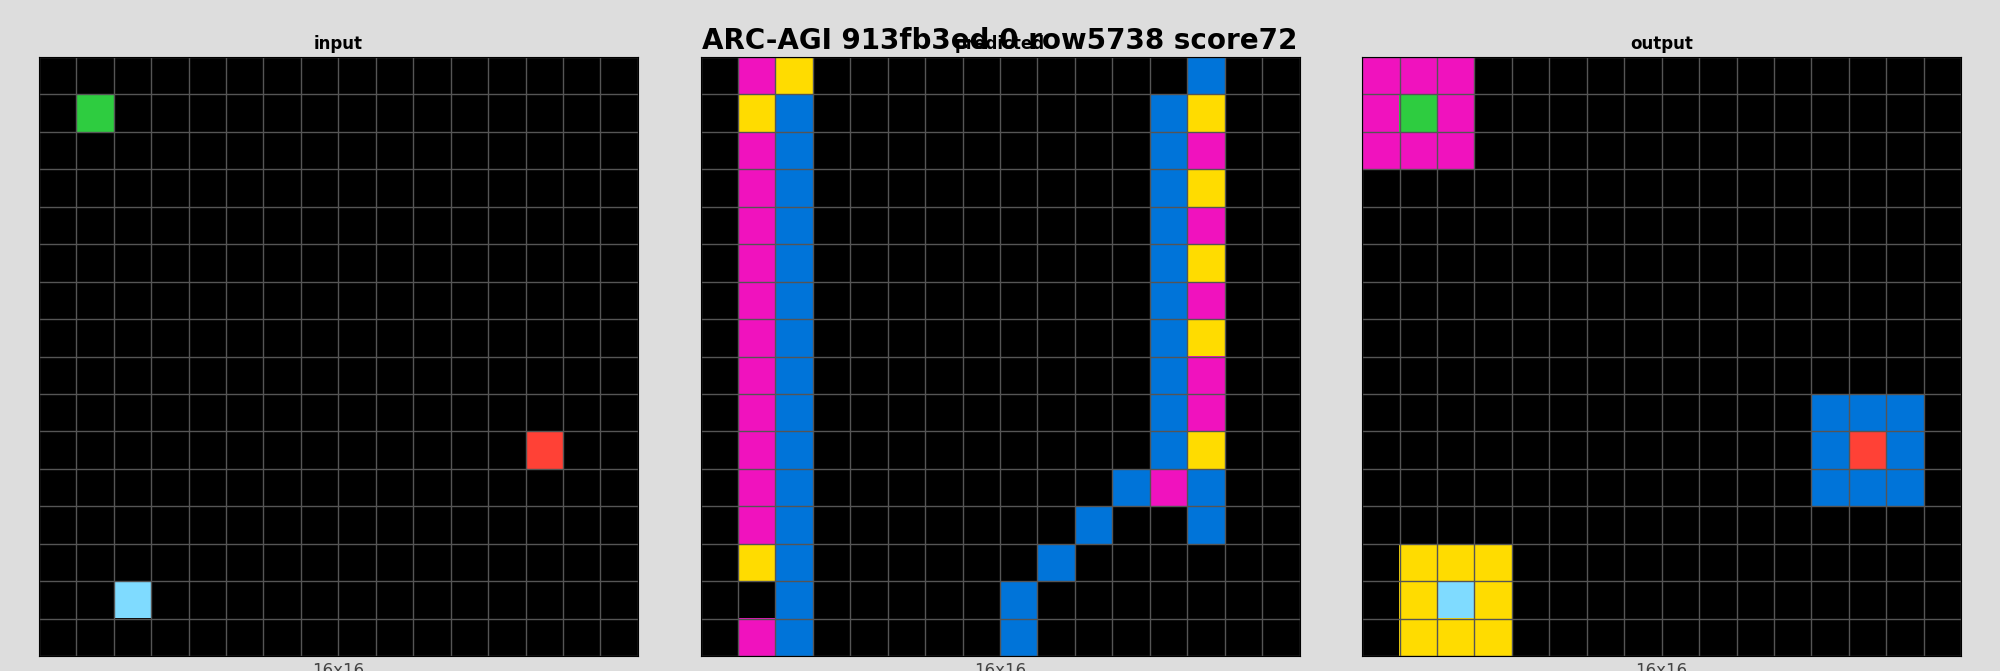 ARC-AGI 913fb3ed-0 row5738 score72
input
predicted
output
16x16
16x16
16x16